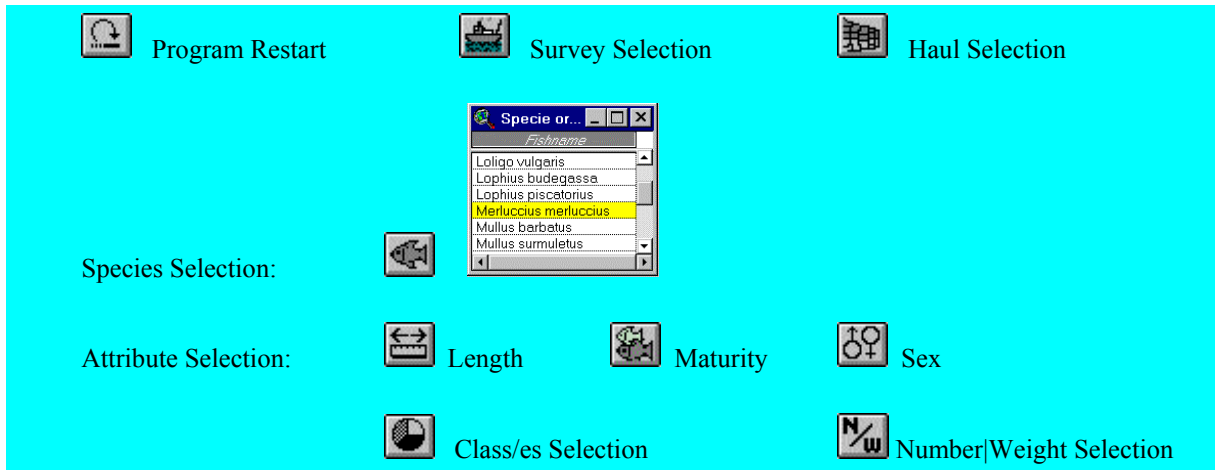 Program Restart
Survey Selection
Haul Selection
Specie or...
Fishname
Loligo vulgaris
Lophius budegassa
Lophius piscatorius
Merluccius merluccius
Mullus barbatus
Mullus surmuletus
Species Selection:
Attribute Selection:
Length
Maturity
Sex
Class/es Selection
N/W
Number|Weight Selection